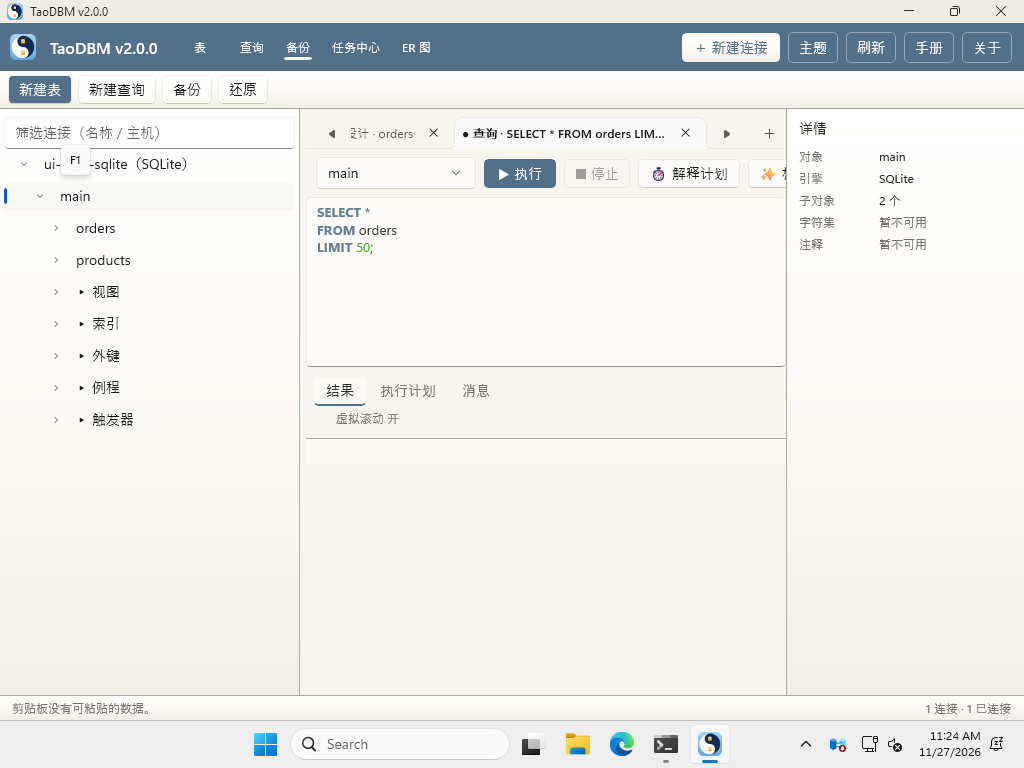 TaoDBM v2.0.0
TaoDBM v2.0.0
表
查询
备份
任务中心
ER 图
+ 新建连接
主题
刷新
手册
关于
新建表
新建查询
备份
还原
筛选连接（名称 / 主机）
ui-
-sqlite（SQLite）
F1
main
orders
products
视图
索引
外键
例程
触发器
· orders
● 查询 · SELECT * FROM orders LIM...
main
执行
停止
解释计划
SELECT *
FROM orders
LIMIT 50;
结果
执行计划
消息
虚拟滚动 开
详情
对象 main
引擎 SQLite
子对象 2 个
字符集 暂不可用
注释 暂不可用
剪贴板没有可粘贴的数据。
1 连接 · 1 已连接
Search
11:24 AM
11/27/2026